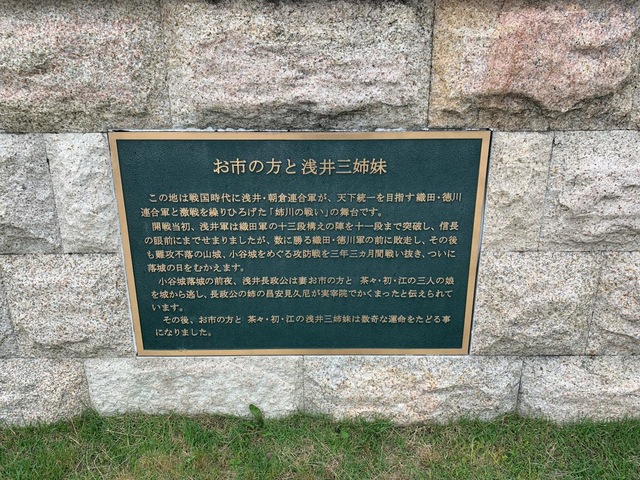 お市の方と浅井三姉妹
この地は戦国時代に浅井・朝倉連合軍が、天下統一を目指す織田・徳川
連合軍と激戦を繰りひろげた「姉川の戦い」の舞台です。
開戦当初、浅井軍は織田軍の十三段構えの陣を十一段まで突破し、信長
の眼前にまでせまりましたが、数に勝る織田・徳川軍の前に敗走し、その後
も難攻不落の山城、小谷城をめぐる攻防戦を三年三カ月間戦い抜き、ついに
落城の日をむかえます。
小谷城落城の前夜、浅井長政公は妻お市の方と 茶々・初・江の三人の娘
を城から逃し、長政公の姉の昌安見久尼が実宰院でかくまったと伝えられて
います。
その後、お市の方と 茶々・初・江の浅井三姉妹は数奇な運命をたどる事
になりました。